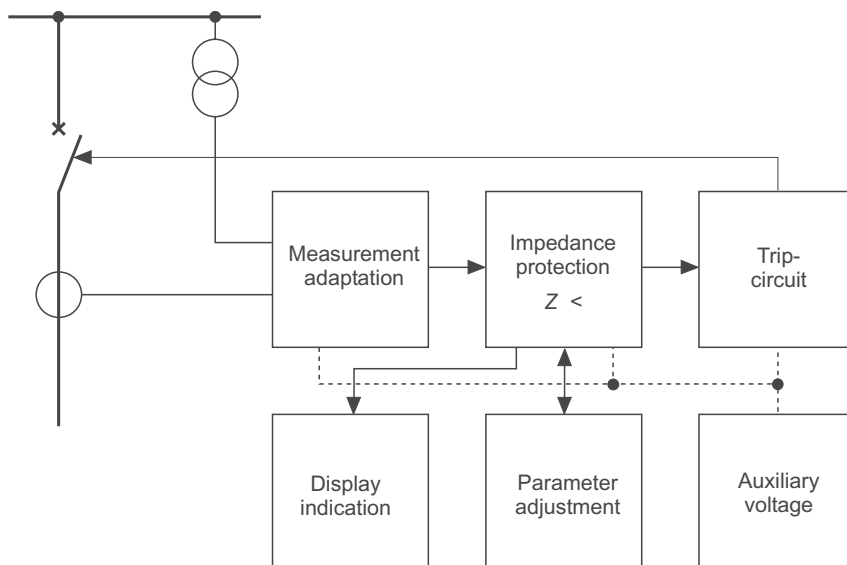 Measurement
adaptation
Impedance
protection
Z <
Trip-
circuit
Display
indication
Parameter
adjustment
Auxiliary
voltage